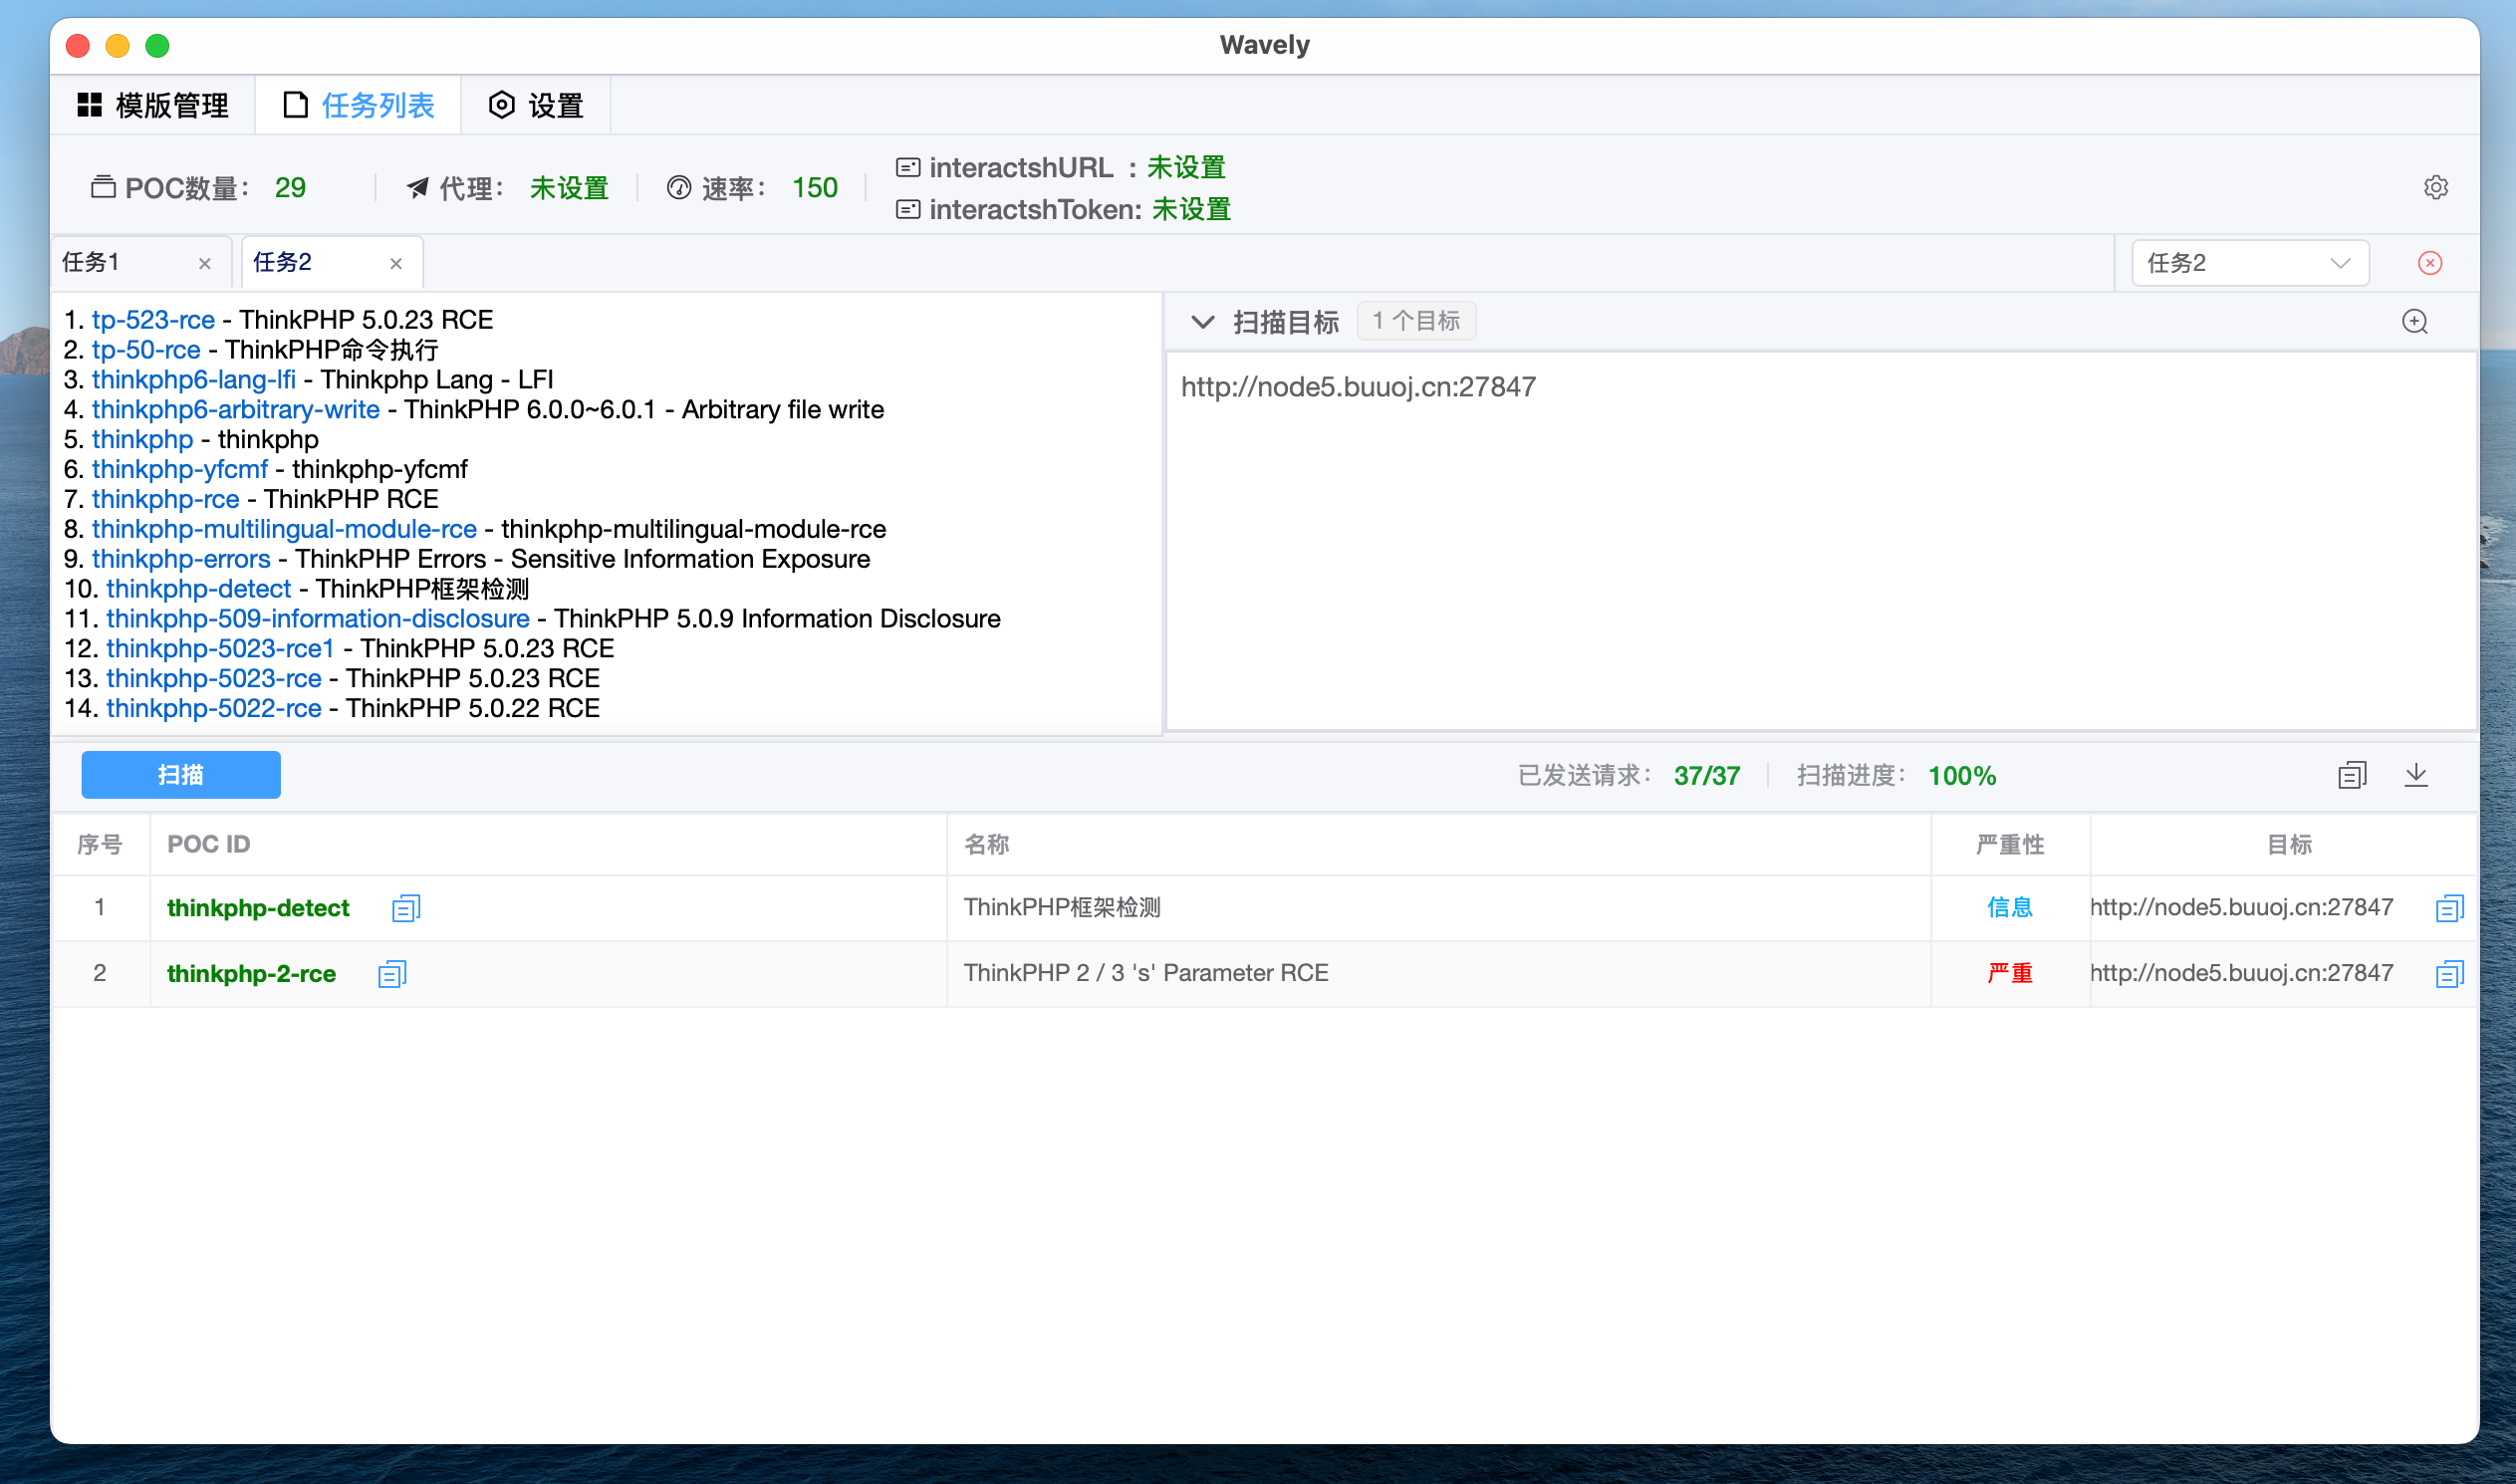 Wavely
模版管理 任务列表 设置
POC数量： 29 代理： 未设置 速率： 150
interactshURL ：未设置
interactshToken: 未设置
任务1 任务2 任务2
1. tp-523-rce - ThinkPHP 5.0.23 RCE
2. tp-50-rce - ThinkPHP命令执行
3. thinkphp6-lang-lfi - Thinkphp Lang - LFI
4. thinkphp6-arbitrary-write - ThinkPHP 6.0.0~6.0.1 - Arbitrary file write
5. thinkphp - thinkphp
6. thinkphp-yfcmf - thinkphp-yfcmf
7. thinkphp-rce - ThinkPHP RCE
8. thinkphp-multilingual-module-rce - thinkphp-multilingual-module-rce
9. thinkphp-errors - ThinkPHP Errors - Sensitive Information Exposure
10. thinkphp-detect - ThinkPHP框架检测
11. thinkphp-509-information-disclosure - ThinkPHP 5.0.9 Information Disclosure
12. thinkphp-5023-rce1 - ThinkPHP 5.0.23 RCE
13. thinkphp-5023-rce - ThinkPHP 5.0.23 RCE
14. thinkphp-5022-rce - ThinkPHP 5.0.22 RCE
扫描目标 1 个目标
http://node5.buuoj.cn:27847
扫描 已发送请求： 37/37 扫描进度： 100%
序号 POC ID 名称 严重性 目标
1 thinkphp-detect ThinkPHP框架检测 信息 http://node5.buuoj.cn:27847
2 thinkphp-2-rce ThinkPHP 2 / 3 's' Parameter RCE 严重 http://node5.buuoj.cn:27847